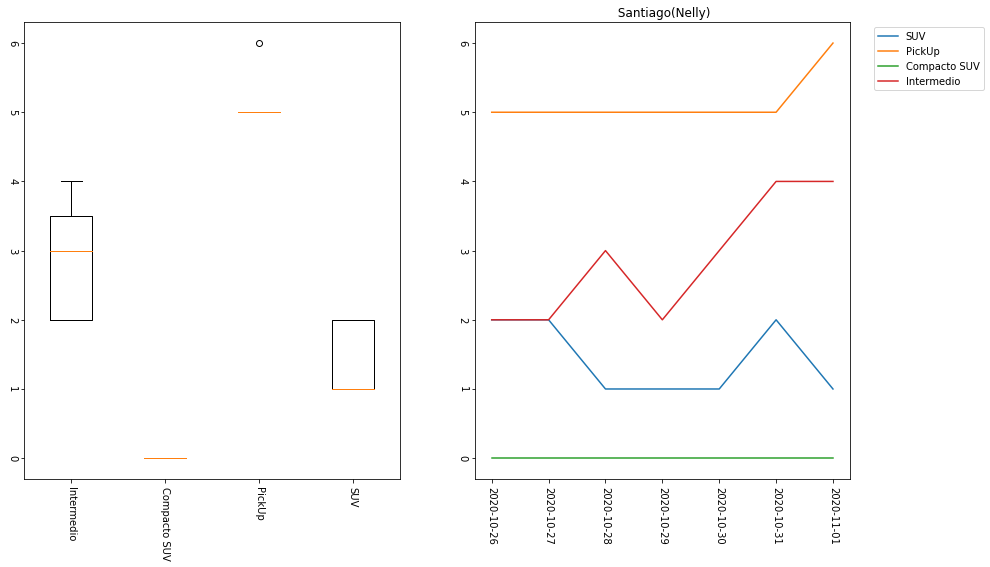 6
5
4
3
2
1
0
Intermedio
Compacto SUV
PickUp
SUV
Santiago(Nelly)
6
5
4
3
2
1
0
2020-10-26
2020-10-27
2020-10-28
2020-10-29
2020-10-30
2020-10-31
2020-11-01
SUV
PickUp
Compacto SUV
Intermedio